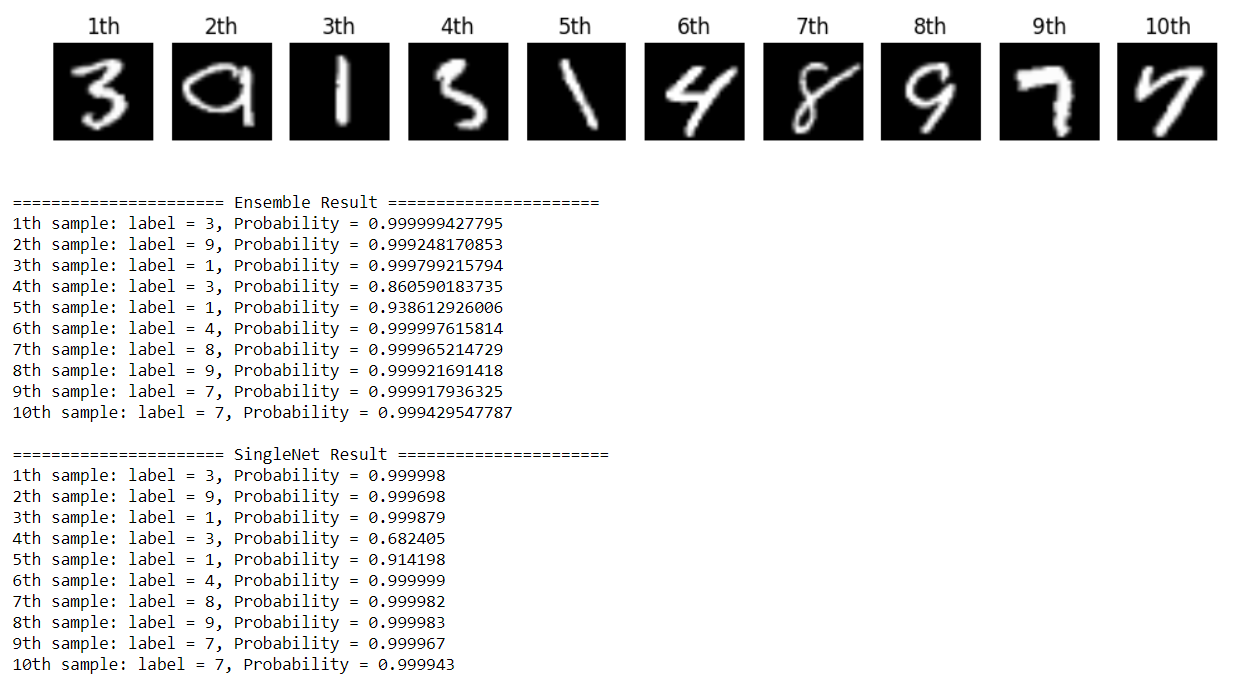 1th 2th 3th 4th 5th 6th 7th 8th 9th 10th
3 9 1 3 1 4 8 9 7 7
====================== Ensemble Result ======================
1th sample: label = 3, Probability = 0.999999427795
2th sample: label = 9, Probability = 0.999248170853
3th sample: label = 1, Probability = 0.999799215794
4th sample: label = 3, Probability = 0.860590183735
5th sample: label = 1, Probability = 0.938612926006
6th sample: label = 4, Probability = 0.999997615814
7th sample: label = 8, Probability = 0.999965214729
8th sample: label = 9, Probability = 0.999921691418
9th sample: label = 7, Probability = 0.999917936325
10th sample: label = 7, Probability = 0.999429547787
====================== SingleNet Result ======================
1th sample: label = 3, Probability = 0.999998
2th sample: label = 9, Probability = 0.999698
3th sample: label = 1, Probability = 0.999879
4th sample: label = 3, Probability = 0.682405
5th sample: label = 1, Probability = 0.914198
6th sample: label = 4, Probability = 0.999999
7th sample: label = 8, Probability = 0.999982
8th sample: label = 9, Probability = 0.999983
9th sample: label = 7, Probability = 0.999967
10th sample: label = 7, Probability = 0.999943